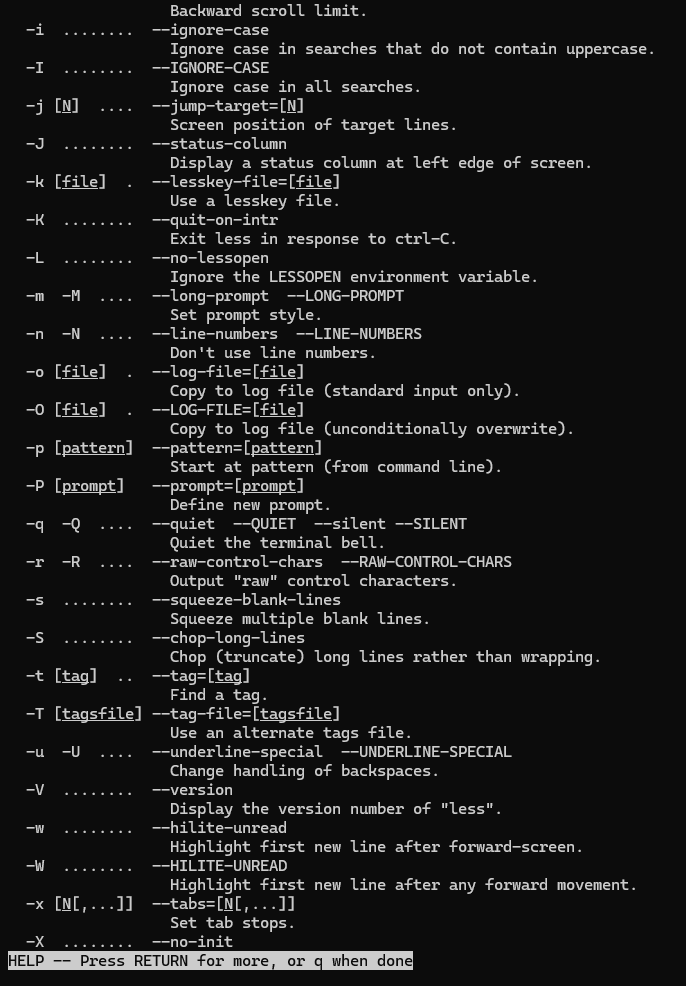 Backward scroll limit.
  -i  ........  --ignore-case
                  Ignore case in searches that do not contain uppercase.
  -I  ........  --IGNORE-CASE
                  Ignore case in all searches.
  -j [N]  ....  --jump-target=[N]
                  Screen position of target lines.
  -J  ........  --status-column
                  Display a status column at left edge of screen.
  -k [file]  .  --lesskey-file=[file]
                  Use a lesskey file.
  -K  ........  --quit-on-intr
                  Exit less in response to ctrl-C.
  -L  ........  --no-lessopen
                  Ignore the LESSOPEN environment variable.
  -m  -M  ....  --long-prompt  --LONG-PROMPT
                  Set prompt style.
  -n  -N  ....  --line-numbers  --LINE-NUMBERS
                  Don't use line numbers.
  -o [file]  .  --log-file=[file]
                  Copy to log file (standard input only).
  -O [file]  .  --LOG-FILE=[file]
                  Copy to log file (unconditionally overwrite).
  -p [pattern]  --pattern=[pattern]
                  Start at pattern (from command line).
  -P [prompt]   --prompt=[prompt]
                  Define new prompt.
  -q  -Q  ....  --quiet  --QUIET  --silent --SILENT
                  Quiet the terminal bell.
  -r  -R  ....  --raw-control-chars  --RAW-CONTROL-CHARS
                  Output "raw" control characters.
  -s  ........  --squeeze-blank-lines
                  Squeeze multiple blank lines.
  -S  ........  --chop-long-lines
                  Chop (truncate) long lines rather than wrapping.
  -t [tag]  ..  --tag=[tag]
                  Find a tag.
  -T [tagsfile] --tag-file=[tagsfile]
                  Use an alternate tags file.
  -u  -U  ....  --underline-special  --UNDERLINE-SPECIAL
                  Change handling of backspaces.
  -V  ........  --version
                  Display the version number of "less".
  -w  ........  --hilite-unread
                  Highlight first new line after forward-screen.
  -W  ........  --HILITE-UNREAD
                  Highlight first new line after any forward movement.
  -x [N[,...]]  --tabs=[N[,...]]
                  Set tab stops.
  -X  ........  --no-init
HELP -- Press RETURN for more, or q when done